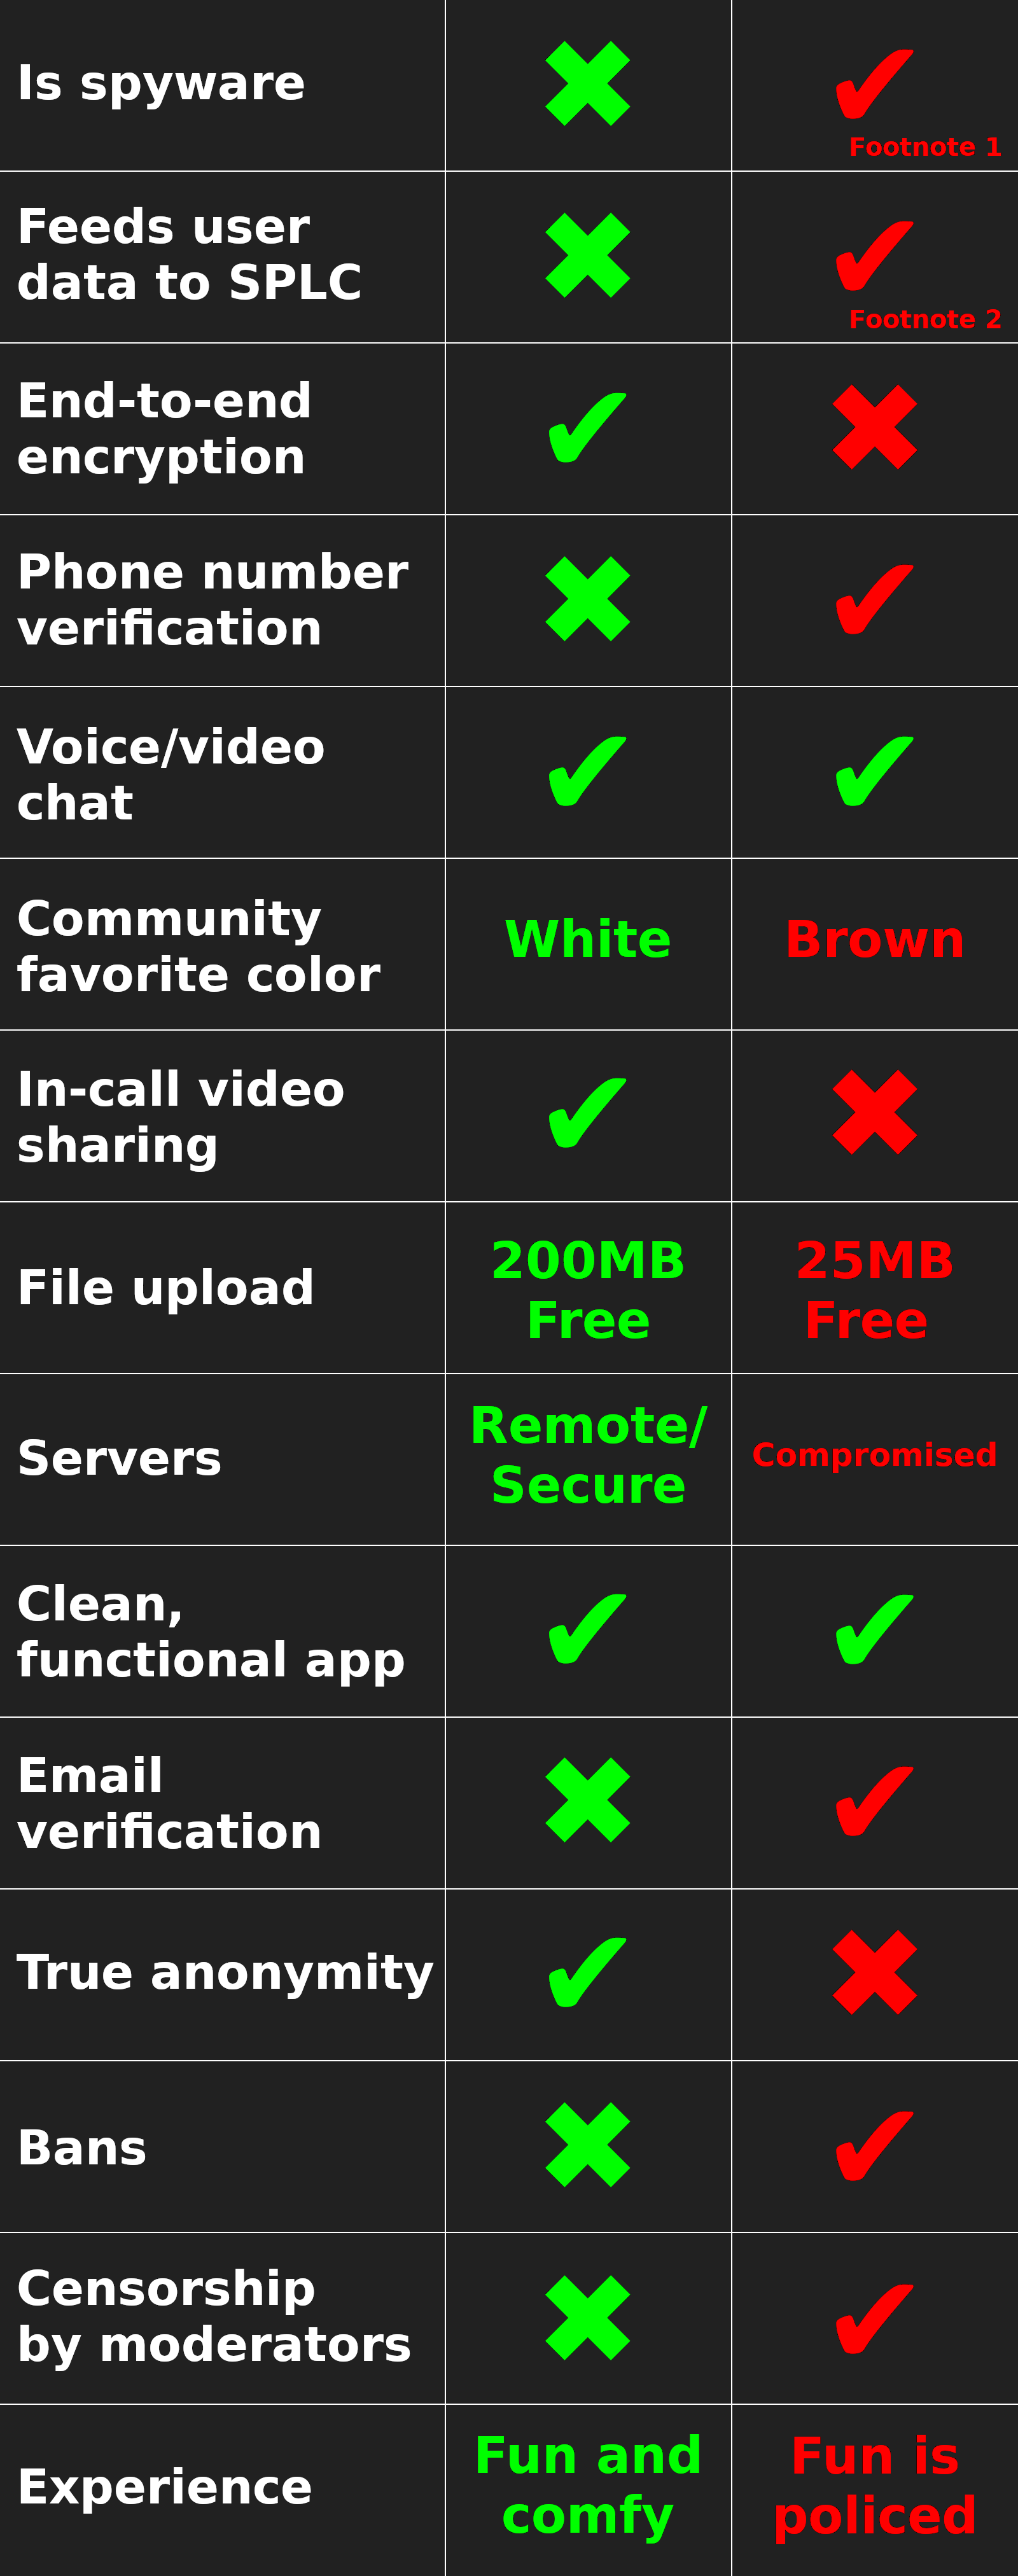 Is spyware
✖
✔
Footnote 1
Feeds user
data to SPLC
✖
✔
Footnote 2
End-to-end
encryption
✔
✖
Phone number
verification
✖
✔
Voice/video
chat
✔
✔
Community
favorite color
White
Brown
In-call video
sharing
✔
✖
File upload
200MB
Free
25MB
Free
Servers
Remote/
Secure
Compromised
Clean,
functional app
✔
✔
Email
verification
✖
✔
True anonymity
✔
✖
Bans
✖
✔
Censorship
by moderators
✖
✔
Experience
Fun and
comfy
Fun is
policed